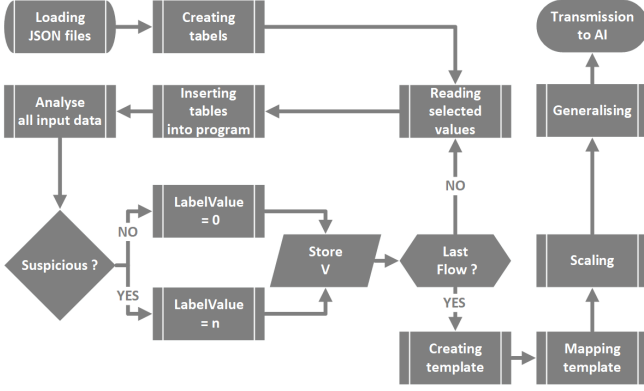 Loading
JSON files
Creating
tabels
Transmission
to AI
Analyse
all input data
Inserting
tables
into program
Reading
selected
values
Generalising
NO
Suspicious ?
NO
YES
LabelValue
= 0
LabelValue
= n
Store
V
Last
Flow ?
YES
Scaling
Creating
template
Mapping
template